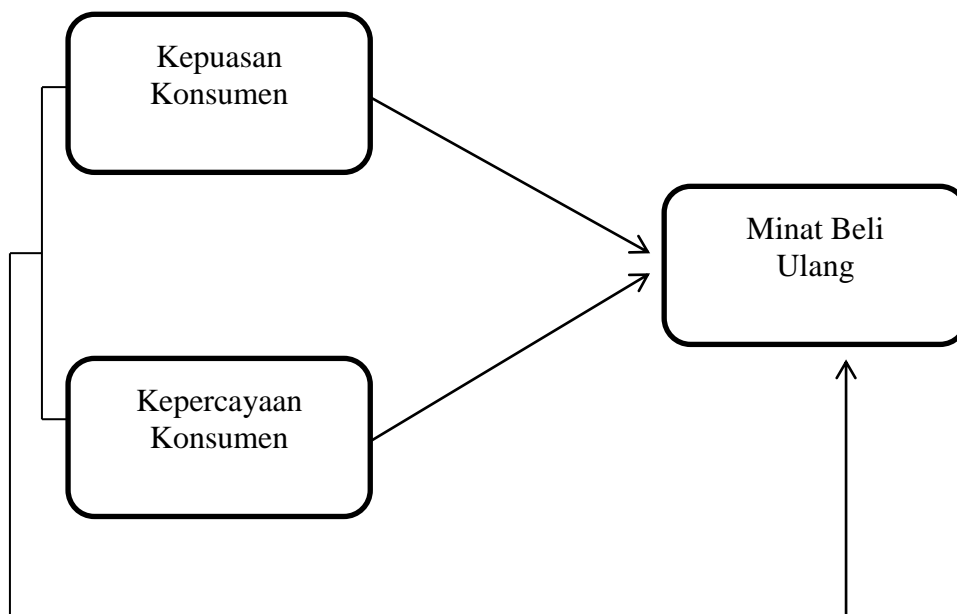 Kepuasan
Konsumen
Minat Beli
Ulang
Kepercayaan
Konsumen